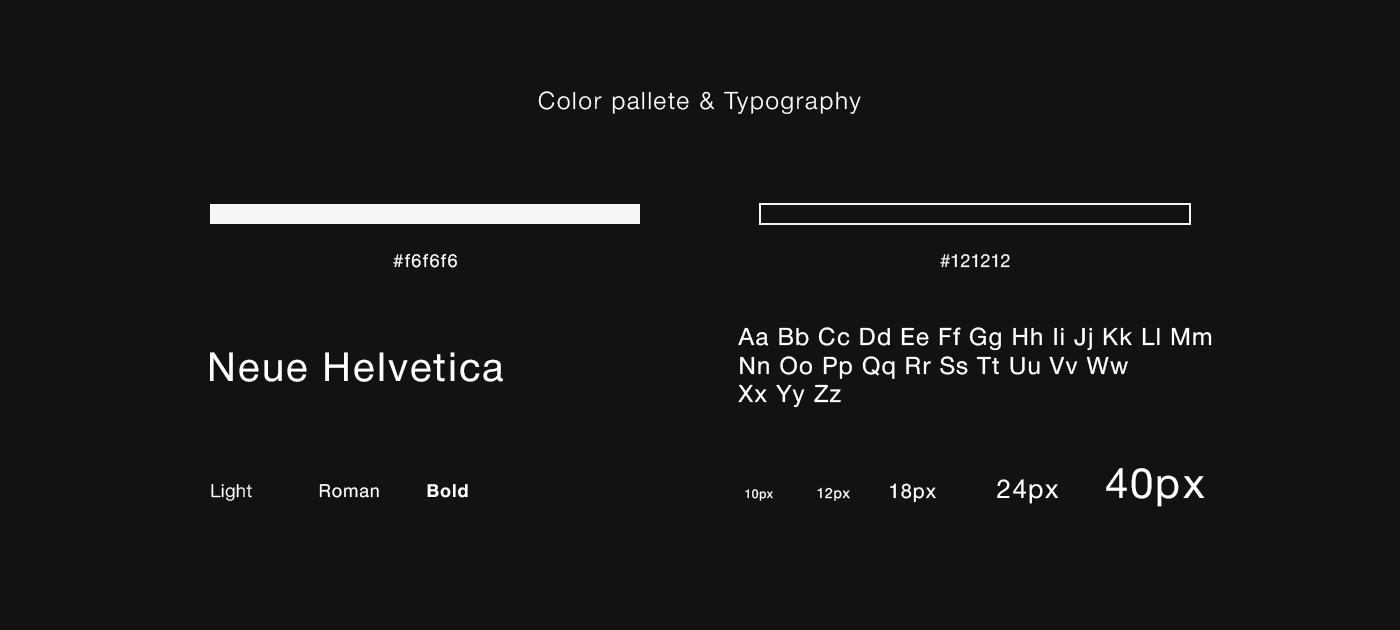 Color pallete & Typography
#f6f6f6
#121212
Neue Helvetica
Aa Bb Cc Dd Ee Ff Gg Hh Ii Jj Kk Ll Mm
Nn Oo Pp Qq Rr Ss Tt Uu Vv Ww
Xx Yy Zz
Light Roman Bold
10px 12px 18px 24px 40px